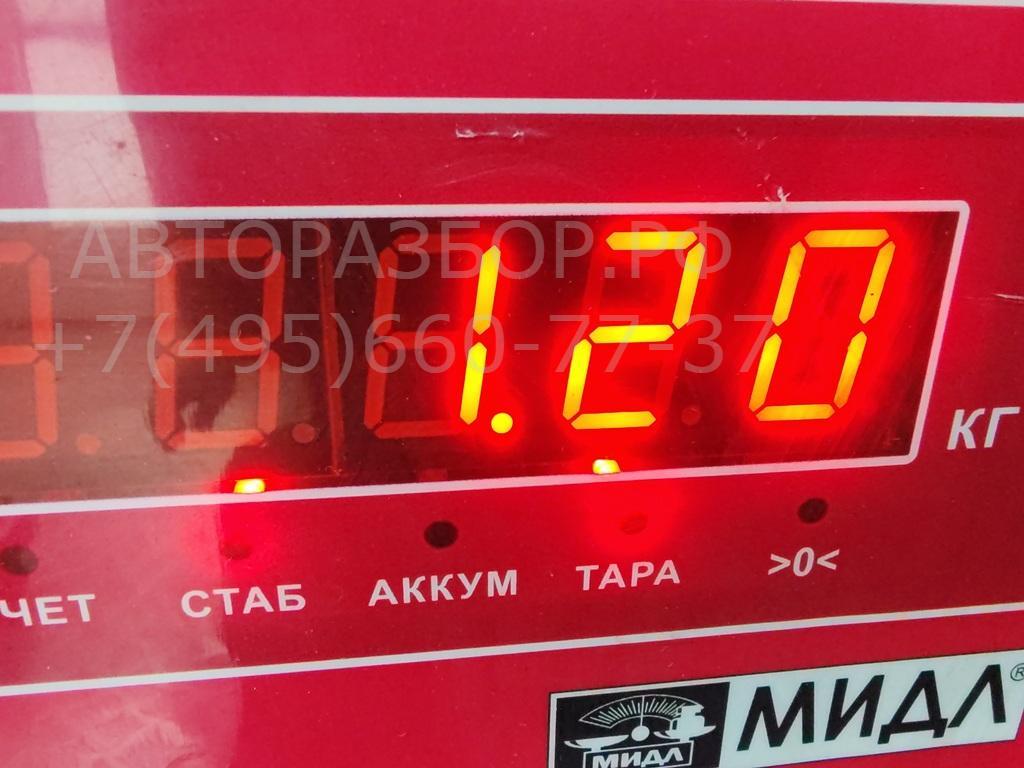 АВТОРАЗБОР.РФ
+7(495)660-77-37
1.20
КГ
ЧЕТ СТАБ АККУМ ТАРА >0<
МИДЛ МИДЛ®